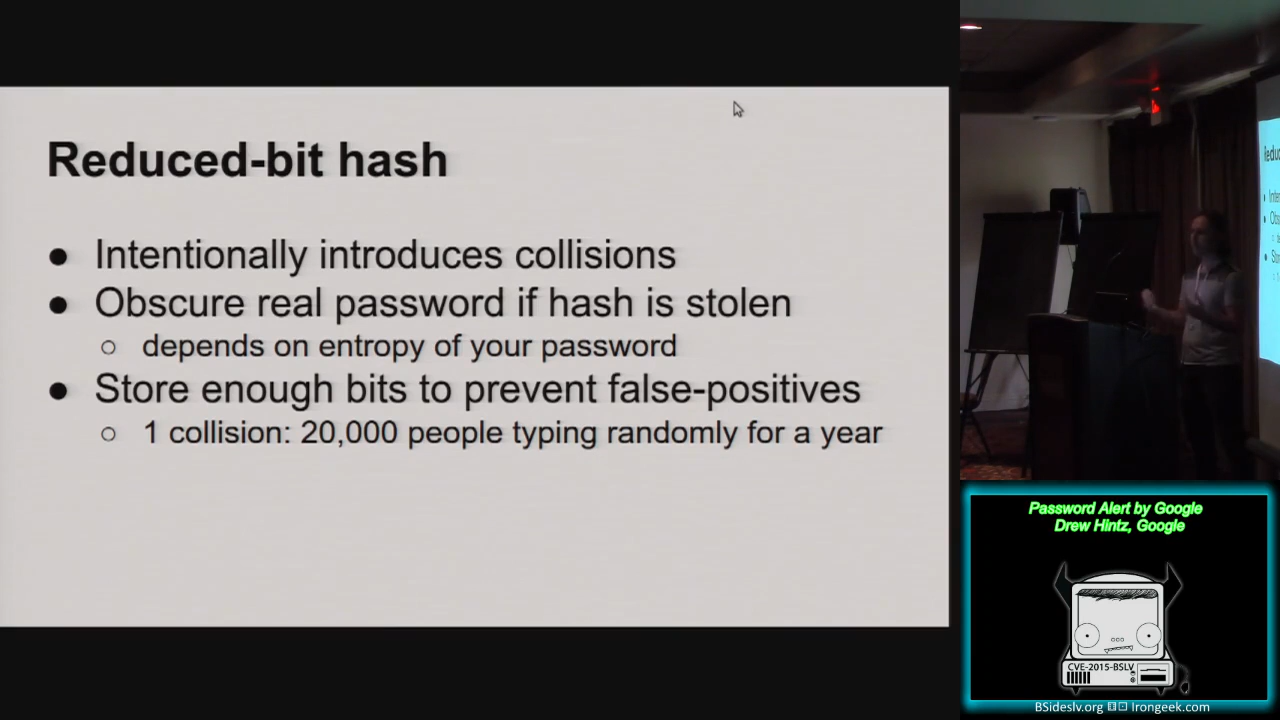 Reduced-bit hash
● Intentionally introduces collisions
● Obscure real password if hash is stolen
○ depends on entropy of your password
● Store enough bits to prevent false-positives
○ 1 collision: 20,000 people typing randomly for a year
Password Alert by Google
Drew Hintz, Google
CVE-2015-BSLV
BSideslv.org Irongeek.com